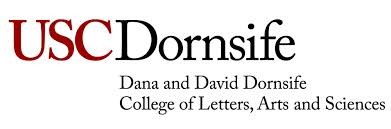 USCDornsife
Dana and David Dornsife
College of Letters, Arts and Sciences